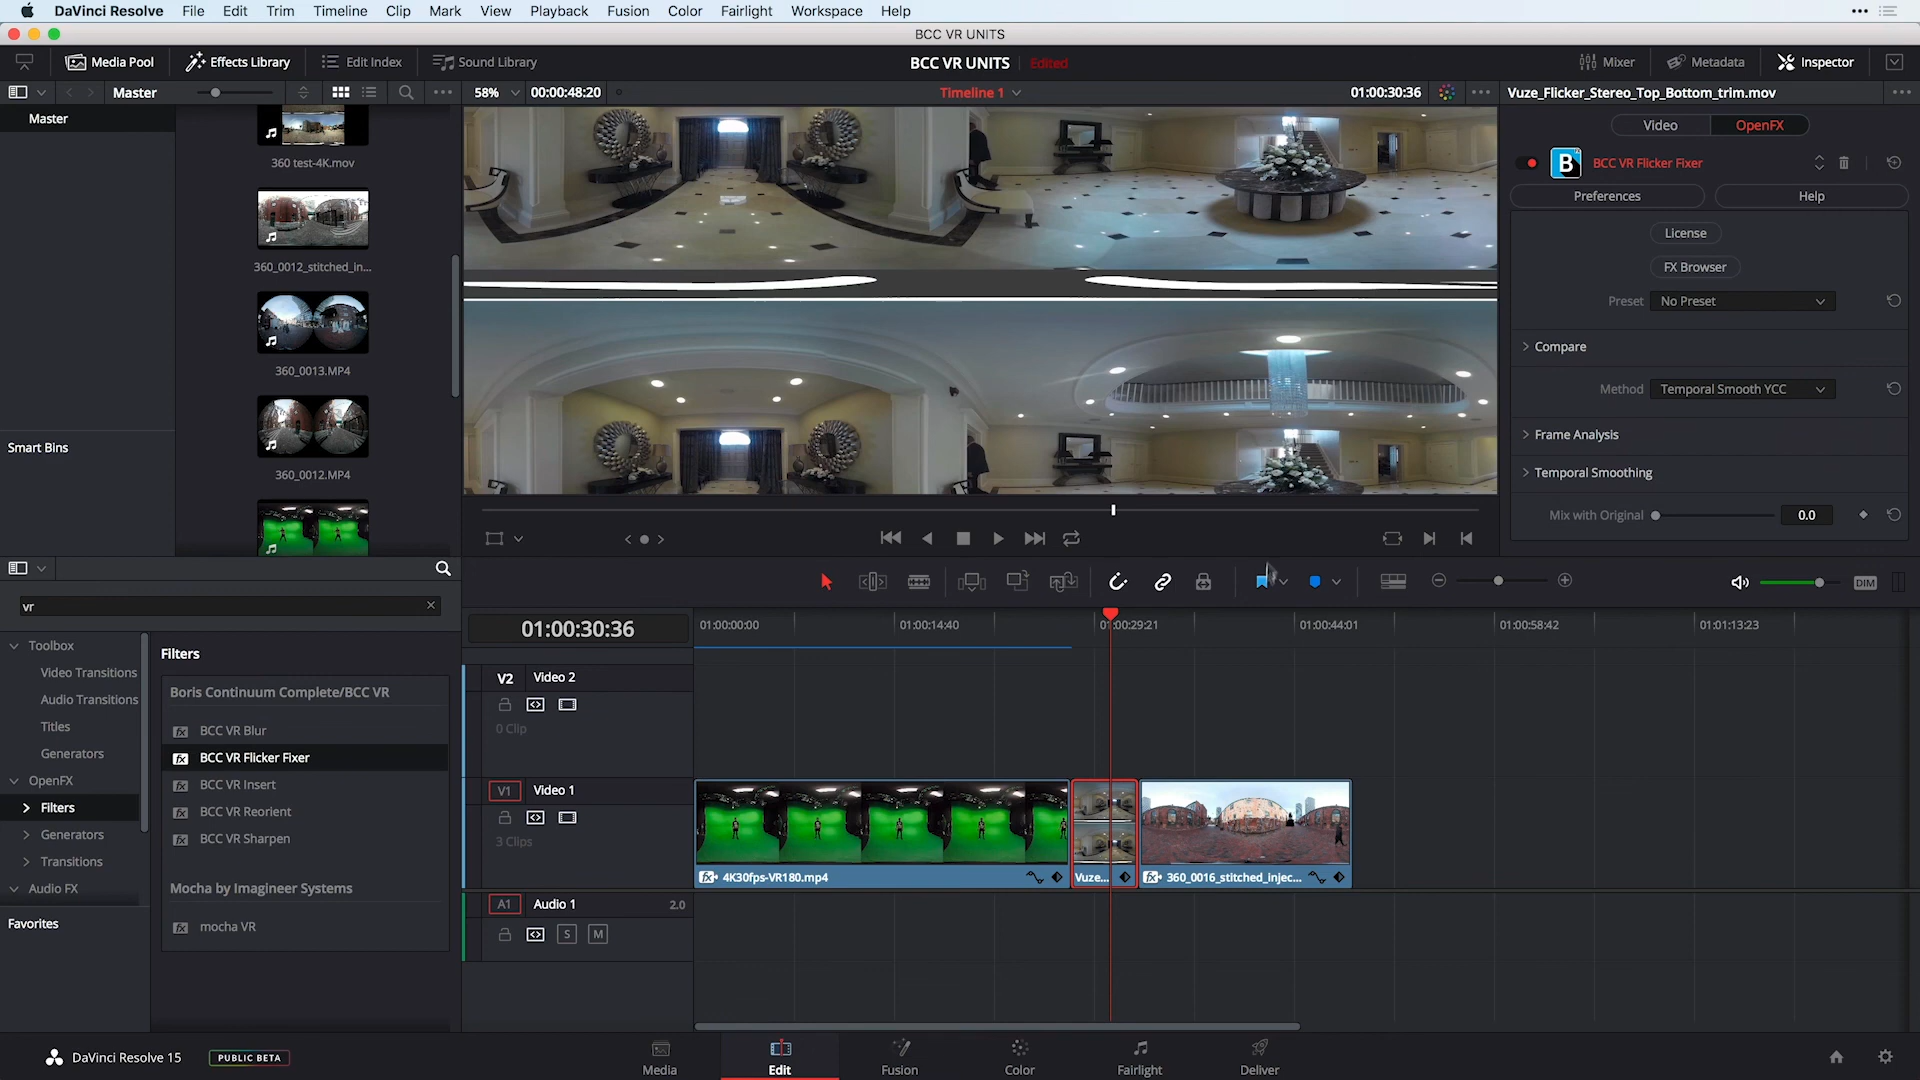 DaVinci Resolve File Edit Trim Timeline Clip Mark View Playback Fusion Color Fairlight Workspace Help
BCC VR UNITS
Media Pool Effects Library Edit Index Sound Library BCC VR UNITS Edited Mixer Metadata Inspector
Master 58% 00:00:48:20 Timeline 1 01:00:30:36 Vuze_Flicker_Stereo_Top_Bottom_trim.mov
Master
360 test-4K.mov
360_0012_stitched_in...
360_0013.MP4
360_0012.MP4
Smart Bins
Video OpenFX
B BCC VR Flicker Fixer
Preferences Help
License
FX Browser
Preset No Preset
Compare
Method Temporal Smooth YCC
Frame Analysis
Temporal Smoothing
Mix with Original 0.0
DIM
vr
Toolbox
Video Transitions
Audio Transitions
Titles
Generators
OpenFX
Filters
Generators
Transitions
Audio FX
Favorites
Filters
Boris Continuum Complete/BCC VR
fx BCC VR Blur
fx BCC VR Flicker Fixer
fx BCC VR Insert
fx BCC VR Reorient
fx BCC VR Sharpen
Mocha by Imagineer Systems
fx mocha VR
01:00:30:36 01:00:00:00 01:00:14:40 01:00:29:21 01:00:44:01 01:00:58:42 01:01:13:23
V2 Video 2
0 Clip
V1 Video 1
3 Clips
fx 4K30fps-VR180.mp4 Vuze... fx 360_0016_stitched_injec...
A1 Audio 1 2.0
S M
DaVinci Resolve 15 PUBLIC BETA
Media Edit Fusion Color Fairlight Deliver